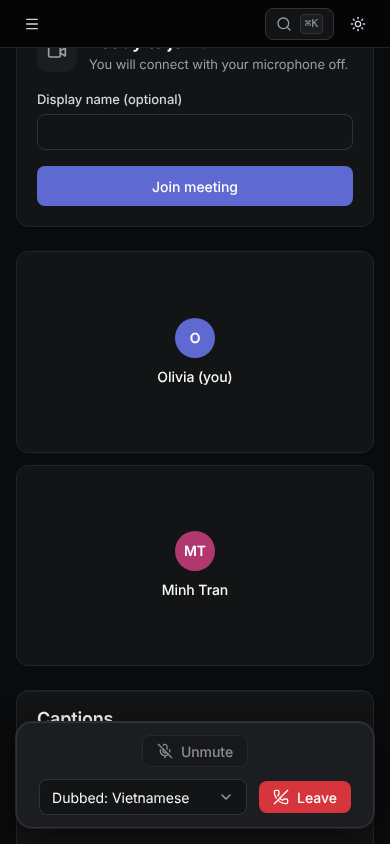 ⌘K
You will connect with your microphone off.
Display name (optional)
Join meeting
O
Olivia (you)
MT
Minh Tran
Captions
Unmute
Dubbed: Vietnamese
Leave